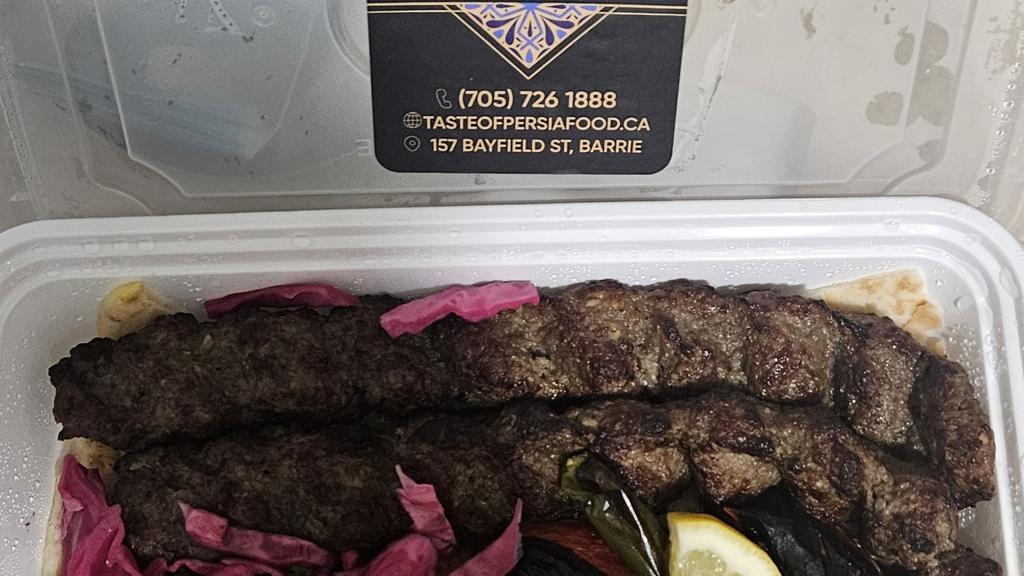 (705) 726 1888
TASTEOFPERSIAFOOD.CA
157 BAYFIELD ST, BARRIE